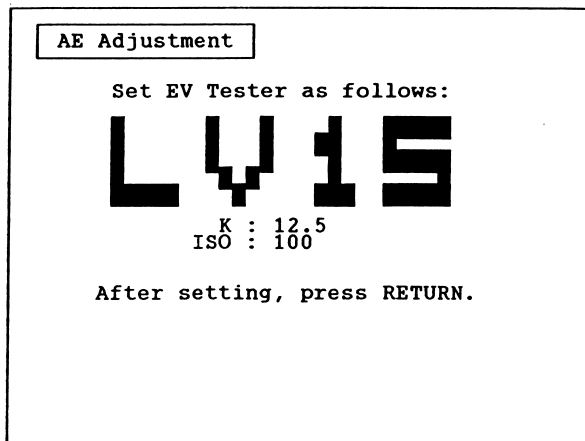 AE Adjustment
Set EV Tester as follows:
LV15
K : 12.5
ISO : 100
After setting, press RETURN.